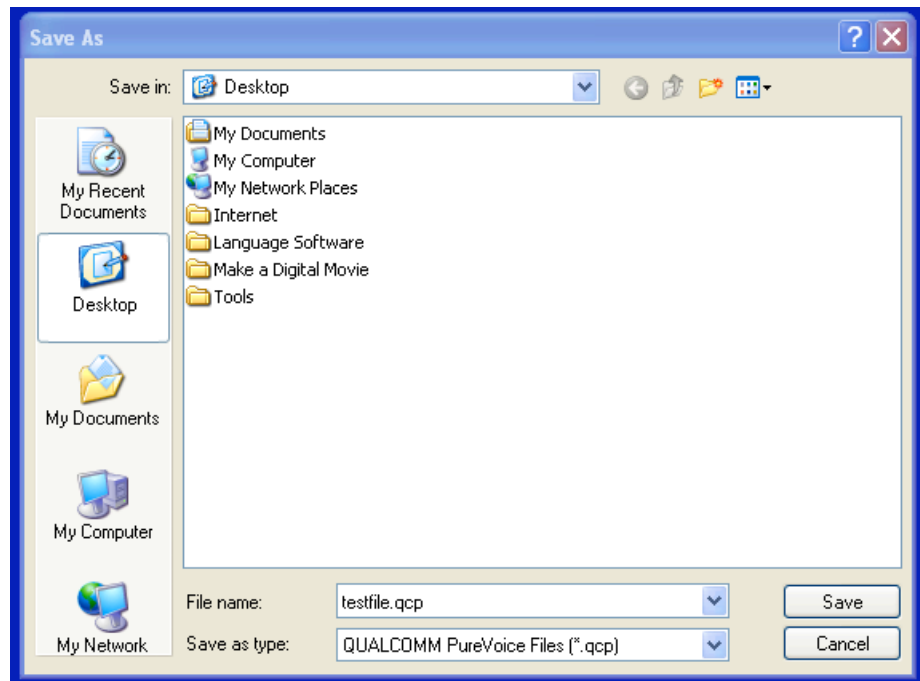 Save As
Save in:
Desktop
My Recent
Documents
Desktop
My Documents
My Computer
My Network
My Documents
My Computer
My Network Places
Internet
Language Software
Make a Digital Movie
Tools
File name:
testfile.qcp
Save
Save as type:
QUALCOMM PureVoice Files (*.qcp)
Cancel